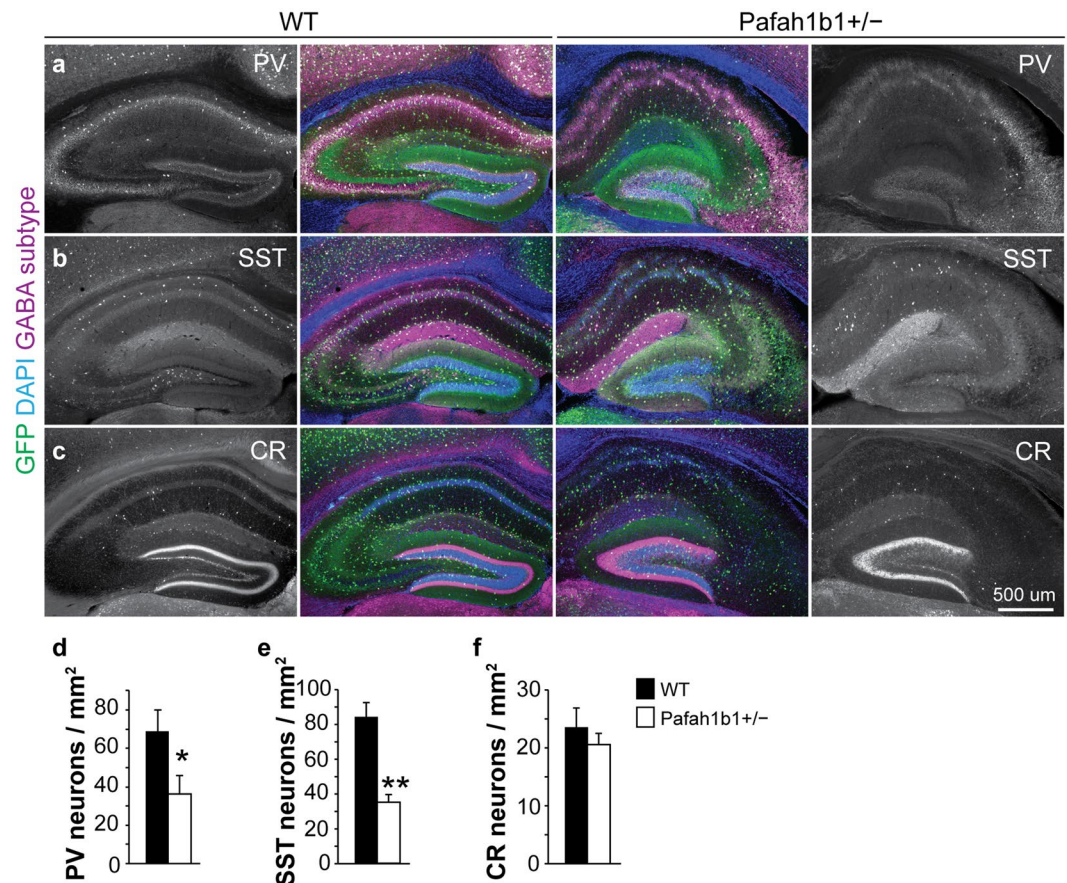 WT Pafah1b1+/−
a PV PV
b SST SST
c CR CR
GFP DAPI GABA subtype
500 um
d e f
PV neurons / mm²
80
60
40
20
0
*
SST neurons / mm²
100
80
60
40
20
0
**
CR neurons / mm²
30
20
10
0
WT
Pafah1b1+/−